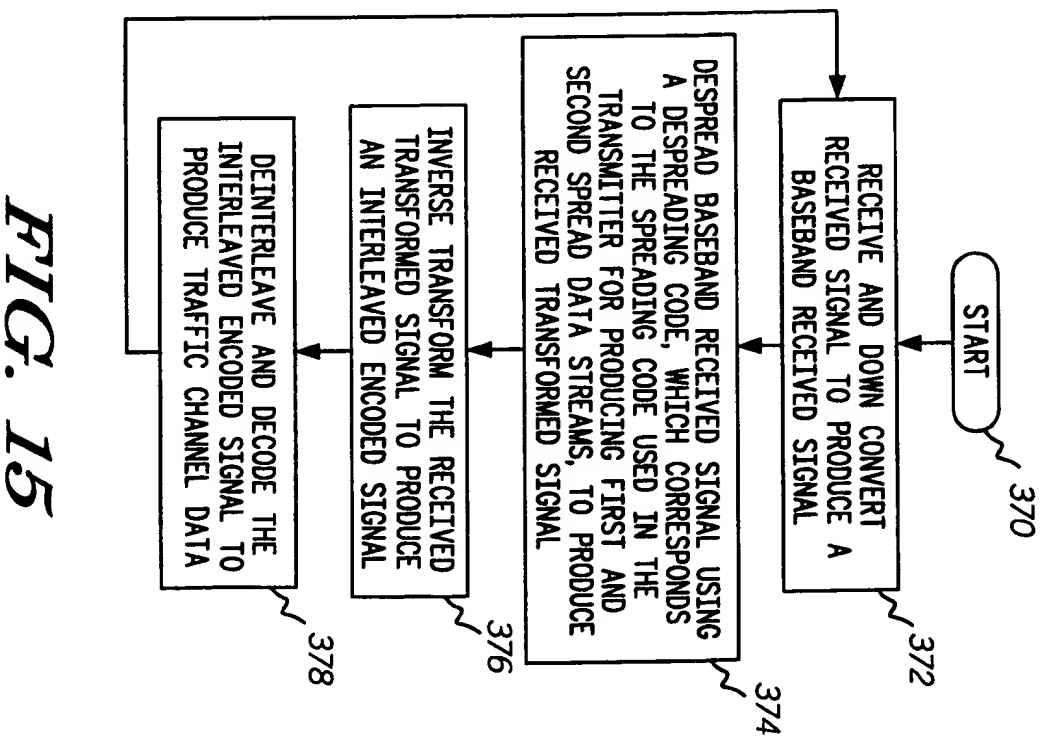 START
370
RECEIVE AND DOWN CONVERT
RECEIVED SIGNAL TO PRODUCE A
BASEBAND RECEIVED SIGNAL
372
DESPREAD BASEBAND RECEIVED SIGNAL USING
A DESPREADING CODE, WHICH CORRESPONDS
TO THE SPREADING CODE USED IN THE
TRANSMITTER FOR PRODUCING FIRST AND
SECOND SPREAD DATA STREAMS, TO PRODUCE
RECEIVED TRANSFORMED SIGNAL
374
INVERSE TRANSFORM THE RECEIVED
TRANSFORMED SIGNAL TO PRODUCE
AN INTERLEAVED ENCODED SIGNAL
376
DEINTERLEAVE AND DECODE THE
INTERLEAVED ENCODED SIGNAL TO
PRODUCE TRAFFIC CHANNEL DATA
378
FIG. 15